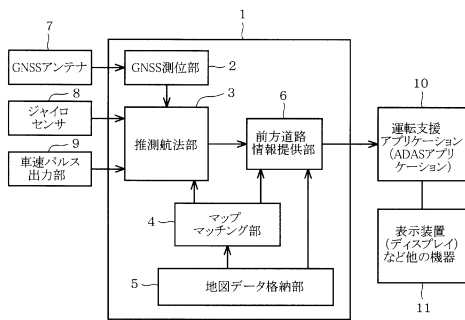 1
7
GNSSアンテナ
GNSS測位部
2
8
3
6
10
ジャイロ
センサ
推測航法部
前方道路
情報提供部
運転支援
アプリケーション
(ADASアプリ
ケーション)
9
車速パルス
出力部
4
マップ
マッチング部
表示装置
(ディスプレイ)
など他の機器
5
地図データ格納部
11